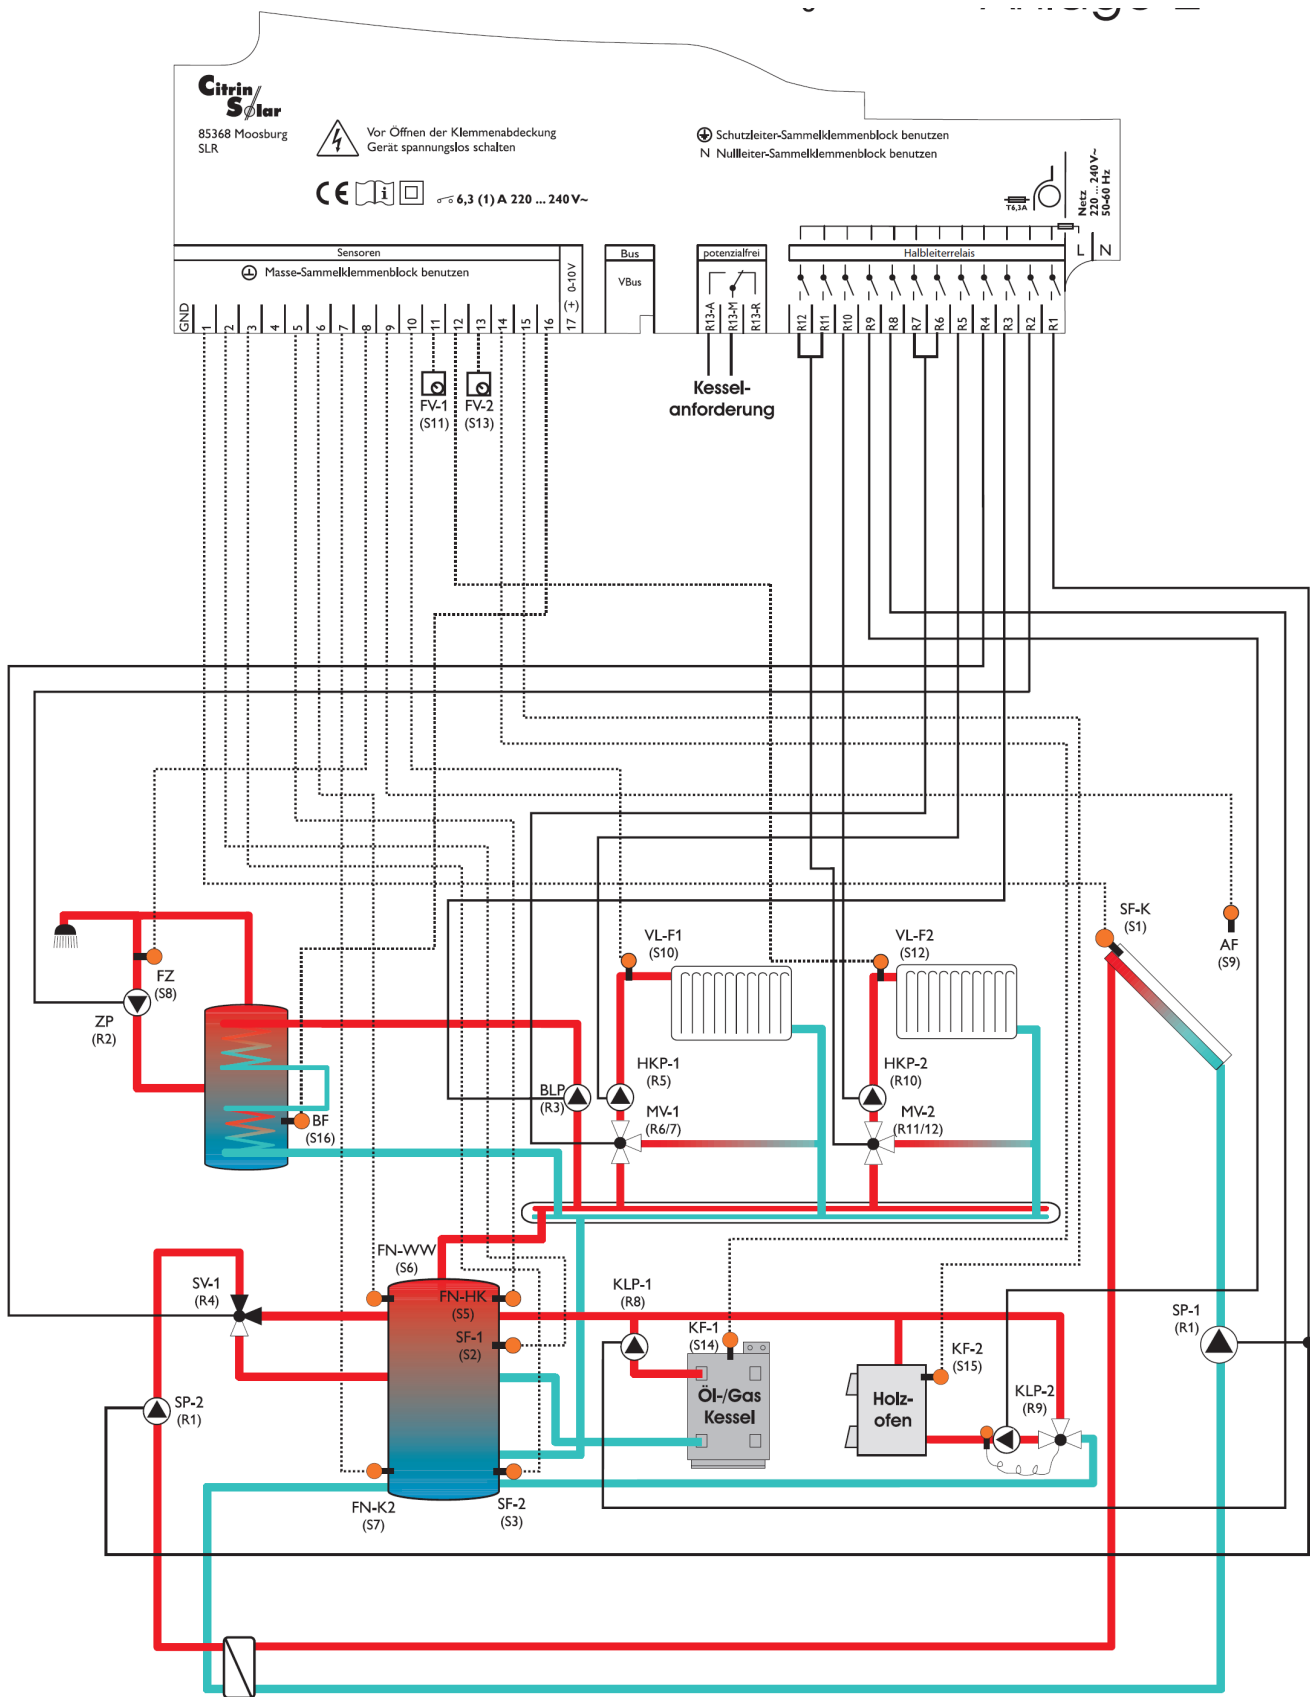 Citrin
Solar
85368 Moosburg
SLR
Vor Öffnen der Klemmenabdeckung
Gerät spannungslos schalten
CE i 6,3 (1) A 220 ... 240 V~
Schutzleiter-Sammelklemmenblock benutzen
N Nullleiter-Sammelklemmenblock benutzen
T6,3A
Netz
220 ... 240 V~
50-60 Hz
Sensoren
Masse-Sammelklemmenblock benutzen
0-10 V
(+)
Bus
VBus
potenzialfrei
Halbleiterrelais
L N
GND 1 2 3 4 5 6 7 8 9 10 11 12 13 14 15 16 17
R13-A R13-M R13-R
R12 R11 R10 R9 R8 R7 R6 R5 R4 R3 R2 R1
FV-1
(S11)
FV-2
(S13)
Kessel-
anforderung
FZ
(S8)
ZP
(R2)
BF
(S16)
BLP
(R3)
VL-F1
(S10)
HKP-1
(R5)
MV-1
(R6/7)
VL-F2
(S12)
HKP-2
(R10)
MV-2
(R11/12)
SF-K
(S1)
AF
(S9)
FN-WW
(S6)
SV-1
(R4)
FN-HK
(S5)
SF-1
(S2)
KLP-1
(R8)
KF-1
(S14)
Öl-/Gas
Kessel
KF-2
(S15)
Holz-
ofen
KLP-2
(R9)
SP-1
(R1)
SP-2
(R1)
FN-K2
(S7)
SF-2
(S3)